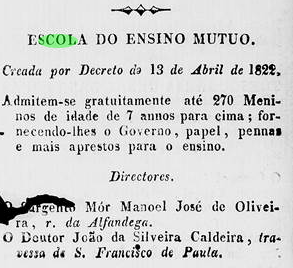 ESCOLA DO ENSINO MUTUO.
Creada por Decreto de 13 de Abril de 1822.
Admitem-se gratuitamente até 270 Meni-
nos de idade de 7 annos para cima; for-
necendo-lhes o Governo, papel, pennas
e mais aprestos para o ensino.
Directores.
O Sargento Mór Manoel José de Olivei-
ra, r. da Alfandega.
O Doutor João da Silveira Caldeira, tra-
vessa de S. Francisco de Paula.